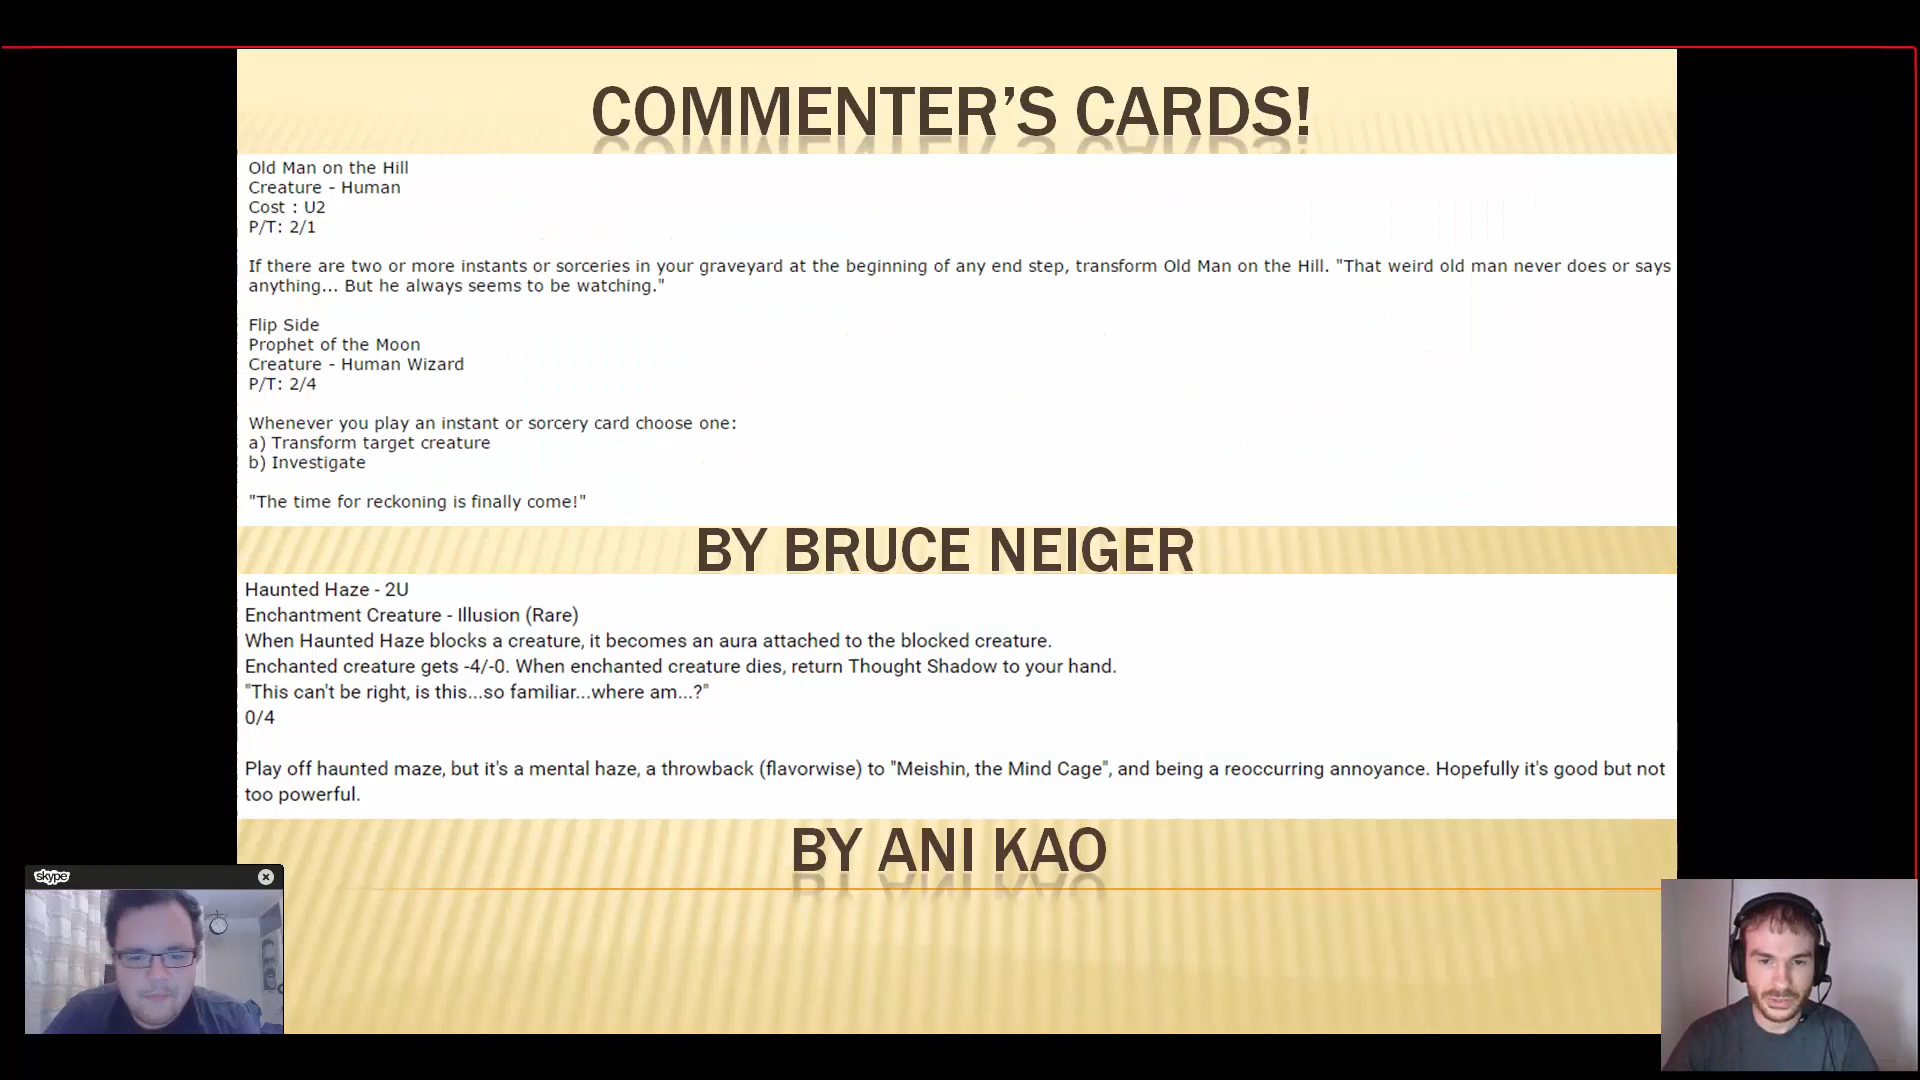 COMMENTER'S CARDS!
Old Man on the Hill
Creature - Human
Cost : U2
P/T: 2/1
If there are two or more instants or sorceries in your graveyard at the beginning of any end step, transform Old Man on the Hill. "That weird old man never does or says
anything... But he always seems to be watching."
Flip Side
Prophet of the Moon
Creature - Human Wizard
P/T: 2/4
Whenever you play an instant or sorcery card choose one:
a) Transform target creature
b) Investigate
"The time for reckoning is finally come!"
BY BRUCE NEIGER
Haunted Haze - 2U
Enchantment Creature - Illusion (Rare)
When Haunted Haze blocks a creature, it becomes an aura attached to the blocked creature.
Enchanted creature gets -4/-0. When enchanted creature dies, return Thought Shadow to your hand.
"This can't be right, is this...so familiar...where am...?"
0/4
Play off haunted maze, but it's a mental haze, a throwback (flavorwise) to "Meishin, the Mind Cage", and being a reoccurring annoyance. Hopefully it's good but not
too powerful.
BY ANI KAO
skype